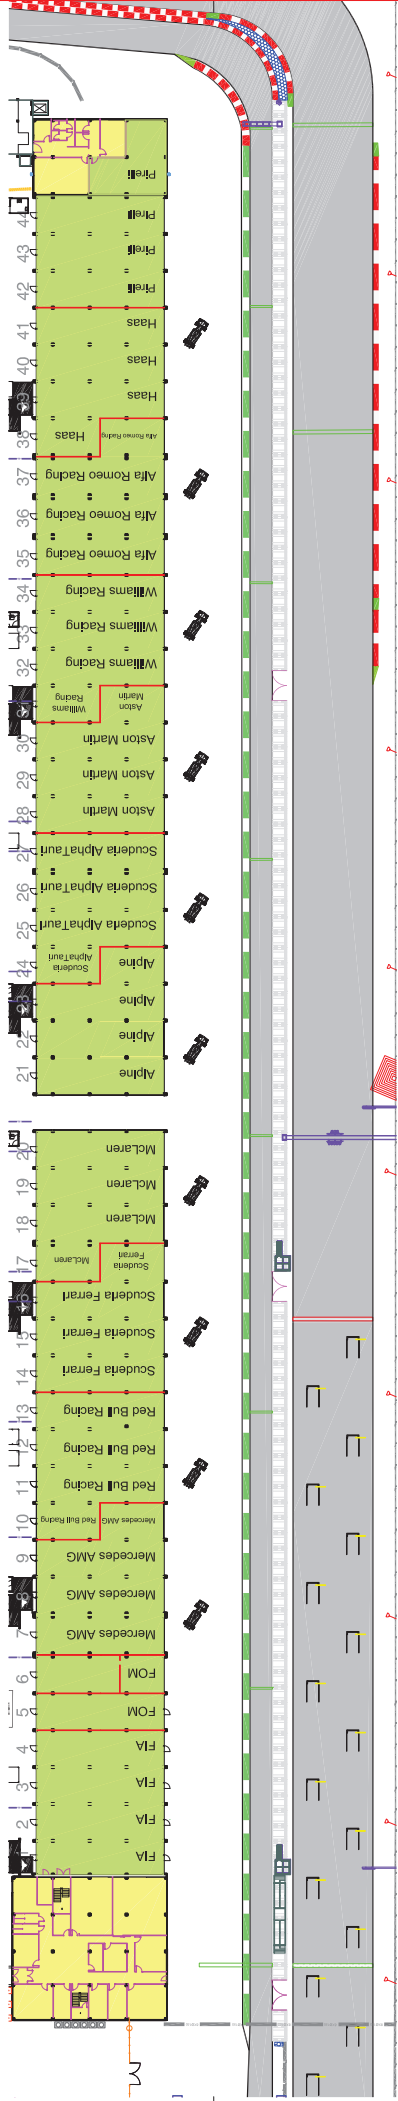 Pirelli
44 Pirelli
43 Pirelli
42 Pirelli
41 Haas
40 Haas
39 Haas
38 Haas
Alfa Romeo Racing
37 Alfa Romeo Racing
36 Alfa Romeo Racing
35 Alfa Romeo Racing
34 Williams Racing
33 Williams Racing
32 Williams Racing
31 Williams
Racing
Aston
Martin
30 Aston Martin
29 Aston Martin
28 Aston Martin
27 Scuderia AlphaTauri
26 Scuderia AlphaTauri
25 Scuderia AlphaTauri
24 Scuderia
AlphaTauri
Alpine
23 Alpine
22 Alpine
21 Alpine
20 McLaren
19 McLaren
18 McLaren
17 McLaren
Scuderia
Ferrari
16 Scuderia Ferrari
15 Scuderia Ferrari
14 Scuderia Ferrari
13 Red Bull Racing
12 Red Bull Racing
11 Red Bull Racing
10 Red Bull Racing
Mercedes AMG
9 Mercedes AMG
8 Mercedes AMG
7 Mercedes AMG
6 FOM
5 FOM
4 FIA
3 FIA
2 FIA
1 FIA